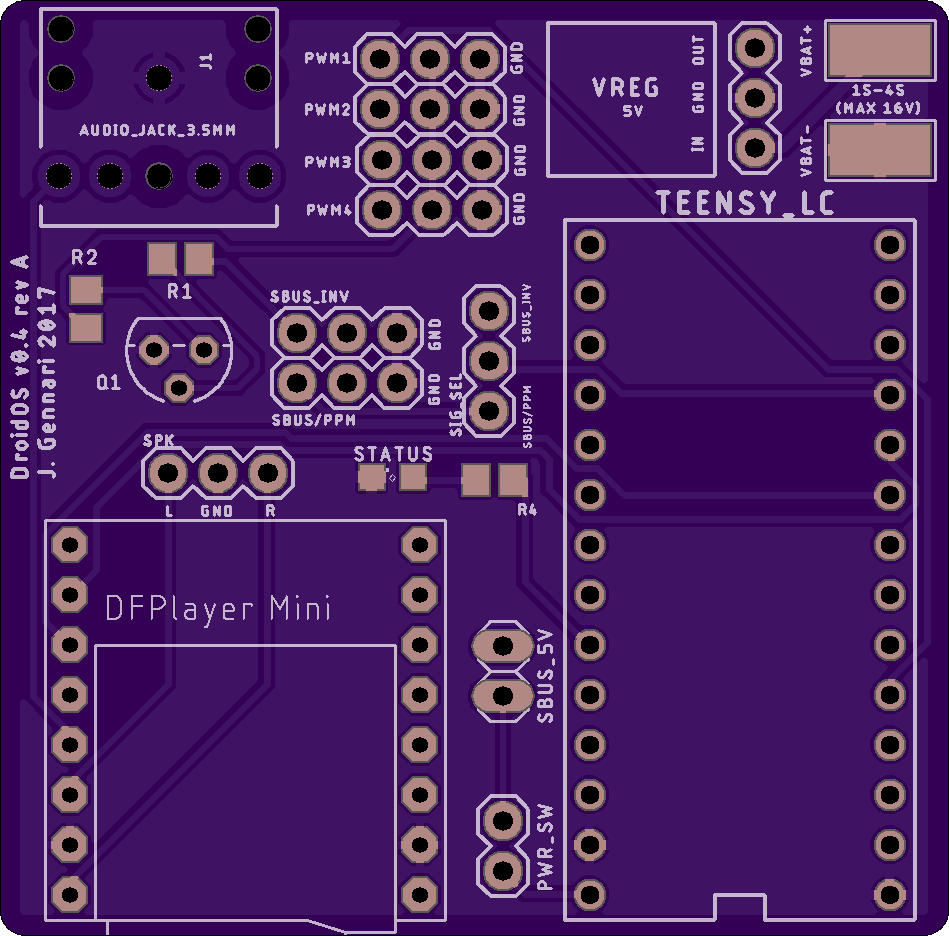 J1
AUDIO_JACK_3.5MM
PWM1
GND
PWM2
GND
PWM3
GND
PWM4
GND
VREG
5V
OUT
GND
IN
VBAT+
1S-4S
(MAX 16V)
VBAT-
TEENSY_LC
DroidOS v0.4 rev A
J. Gennari 2017
R2
R1
Q1
SBUS_INV
GND
GND
SBUS/PPM
SIG_SEL
SBUS_INV
SBUS/PPM
SPK
L GND R
STATUS
R4
DFPlayer Mini
SBUS_5V
PWR_SW